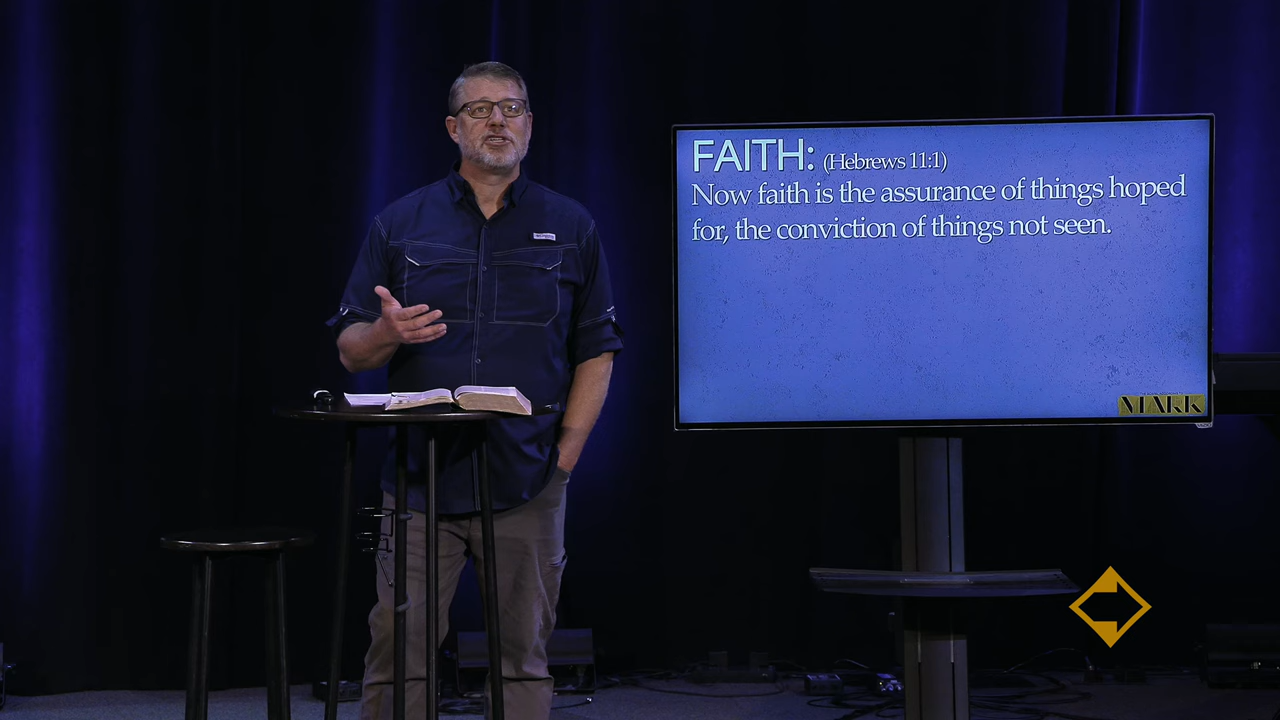 FAITH: (Hebrews 11:1)
Now faith is the assurance of things hoped
for, the conviction of things not seen.
MARK